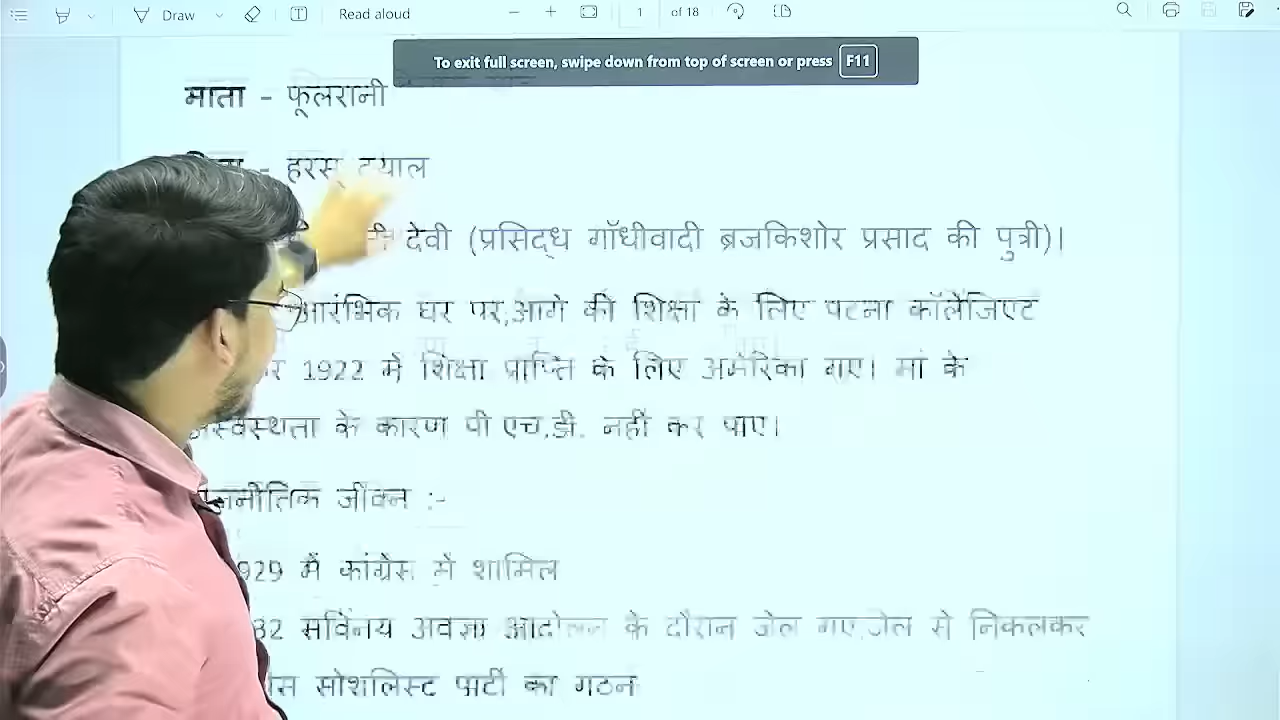 Draw
Read aloud
1 of 18
To exit full screen, swipe down from top of screen or press F11
माता - फूलरानी
- हरसू दयाल
देवी (प्रसिद्ध गाँधीवादी ब्रजकिशोर प्रसाद की पुत्री)।
आरंभिक घर पर,आगे की शिक्षा के लिए पटना कॉलेजिएट
1922 में शिक्षा प्राप्ति के लिए अमेरिका गए। मां के
अस्वस्थता के कारण पी एच.डी. नहीं कर पाए।
जीवन :-
में कांग्रेस में शामिल
सविनय अवज्ञा आदोलन के दौरान जेल गए,जेल से निकलकर
सोशलिस्ट पार्टी का गठन